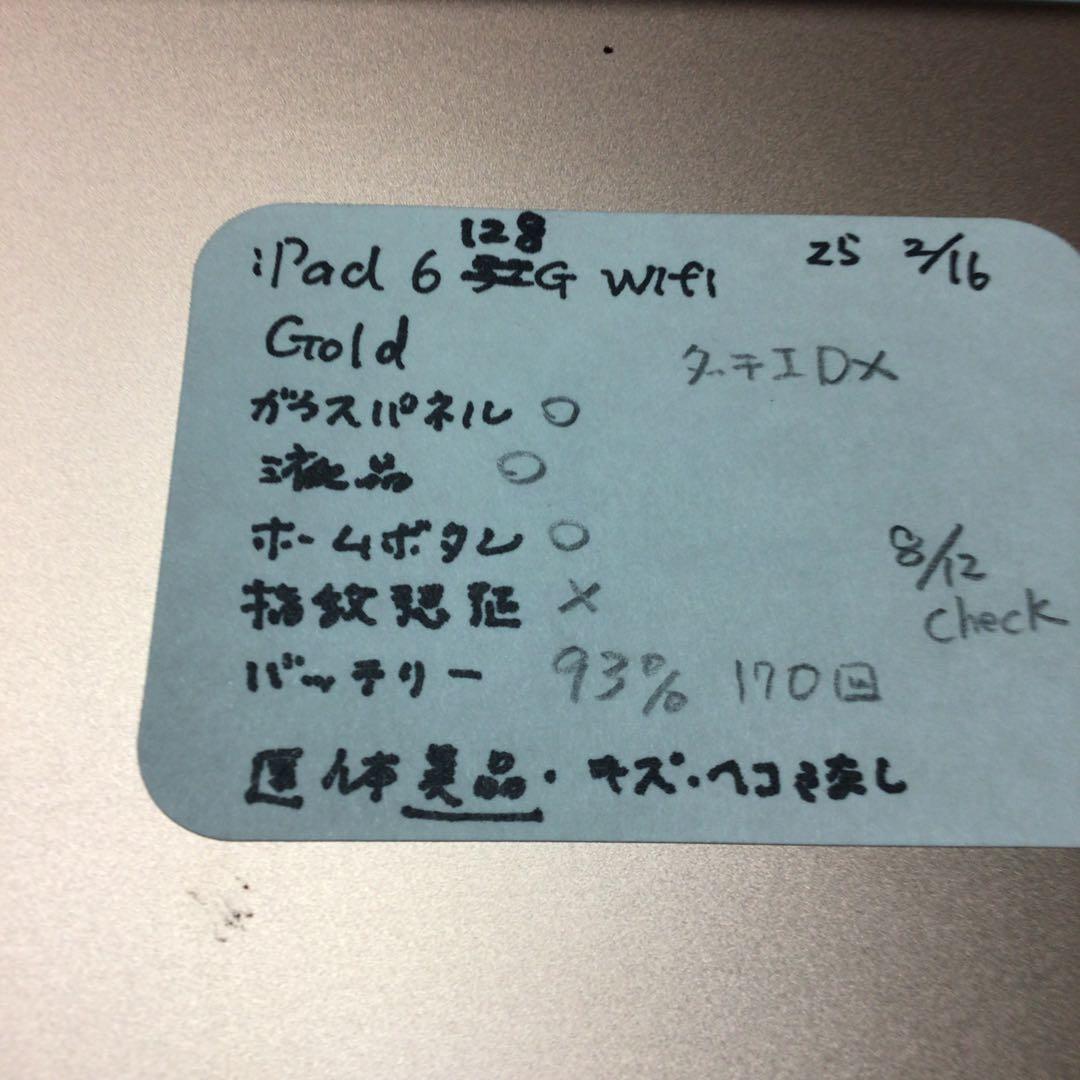 iPad 6 128G Wifi 25 2/16
Gold
タッチIDX
ガラスパネル ○
液晶 ○
ホームボタン ○
指紋認証 ×
8/12
check
バッテリー 93% 170回
匡体美品・キズ・ヘコミ なし